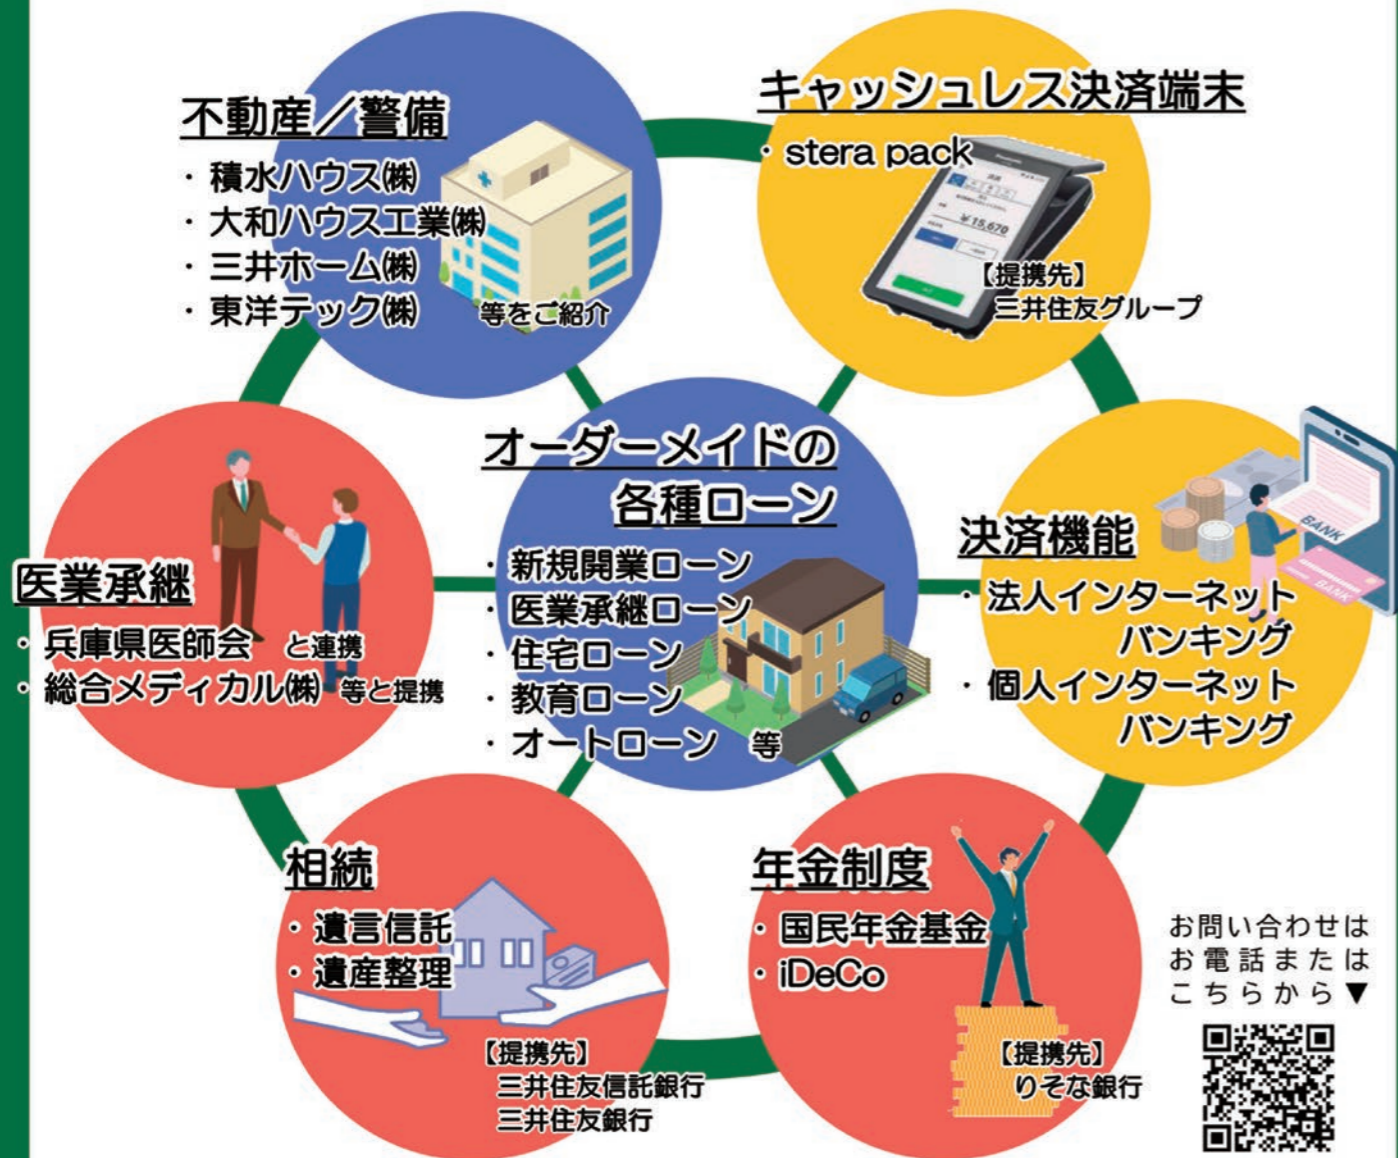 不動産／警備
・積水ハウス㈱
・大和ハウス工業㈱
・三井ホーム㈱
・東洋テック㈱ 等をご紹介
キャッシュレス決済端末
・stera pack
￥15,670
【提携先】
三井住友グループ
オーダーメイドの
各種ローン
・新規開業ローン
・医業承継ローン
・住宅ローン
・教育ローン
・オートローン 等
決済機能
BANK
BANK
・法人インターネット
バンキング
・個人インターネット
バンキング
医業承継
・兵庫県医師会 と連携
・総合メディカル㈱ 等と提携
相続
・遺言信託
・遺産整理
【提携先】
三井住友信託銀行
三井住友銀行
年金制度
・国民年金基金
・iDeCo
【提携先】
りそな銀行
お問い合わせは
お電話または
こちらから▼